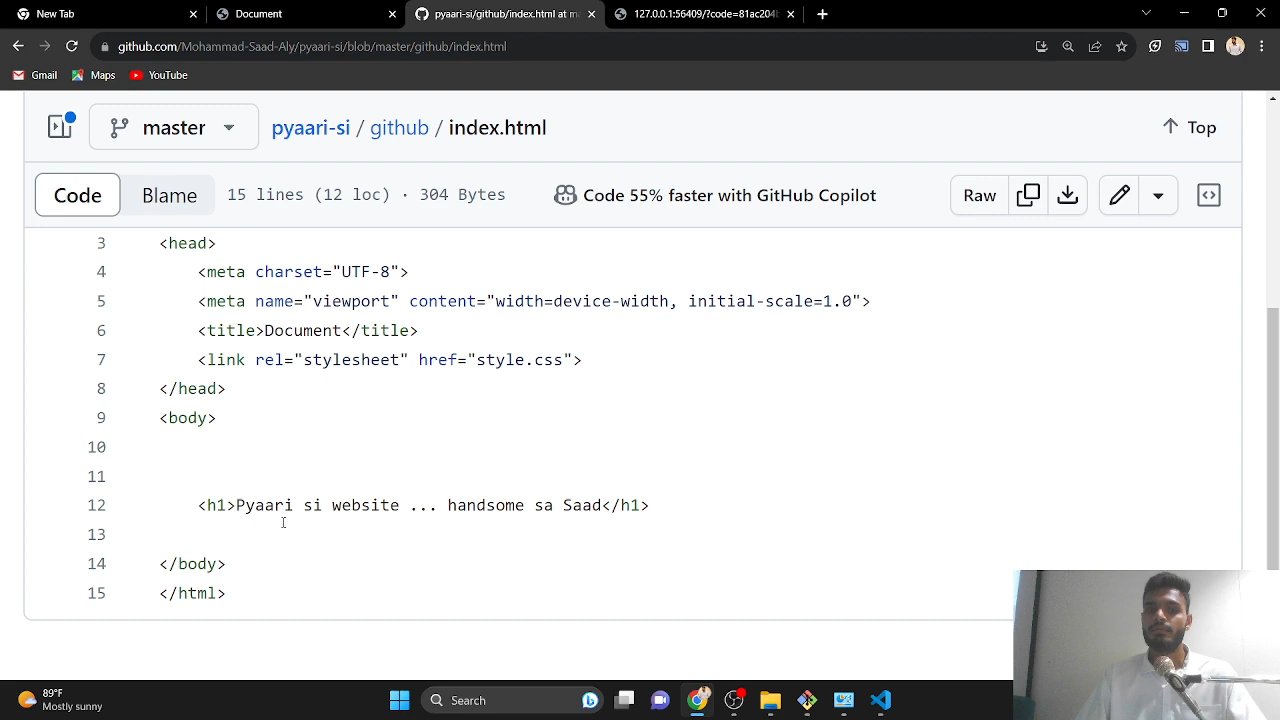 New Tab
Document
pyaari-si/github/index.html at m
127.0.0.1:56409/?code=81ac204b
github.com/Mohammad-Saad-Aly/pyaari-si/blob/master/github/index.html
Gmail
Maps
YouTube
master
pyaari-si / github / index.html
Top
Code
Blame
15 lines (12 loc) · 304 Bytes
Code 55% faster with GitHub Copilot
Raw
3 <head>
4 <meta charset="UTF-8">
5 <meta name="viewport" content="width=device-width, initial-scale=1.0">
6 <title>Document</title>
7 <link rel="stylesheet" href="style.css">
8 </head>
9 <body>
10
11
12 <h1>Pyaari si website ... handsome sa Saad</h1>
13
14 </body>
15 </html>
89°F
Mostly sunny
Search